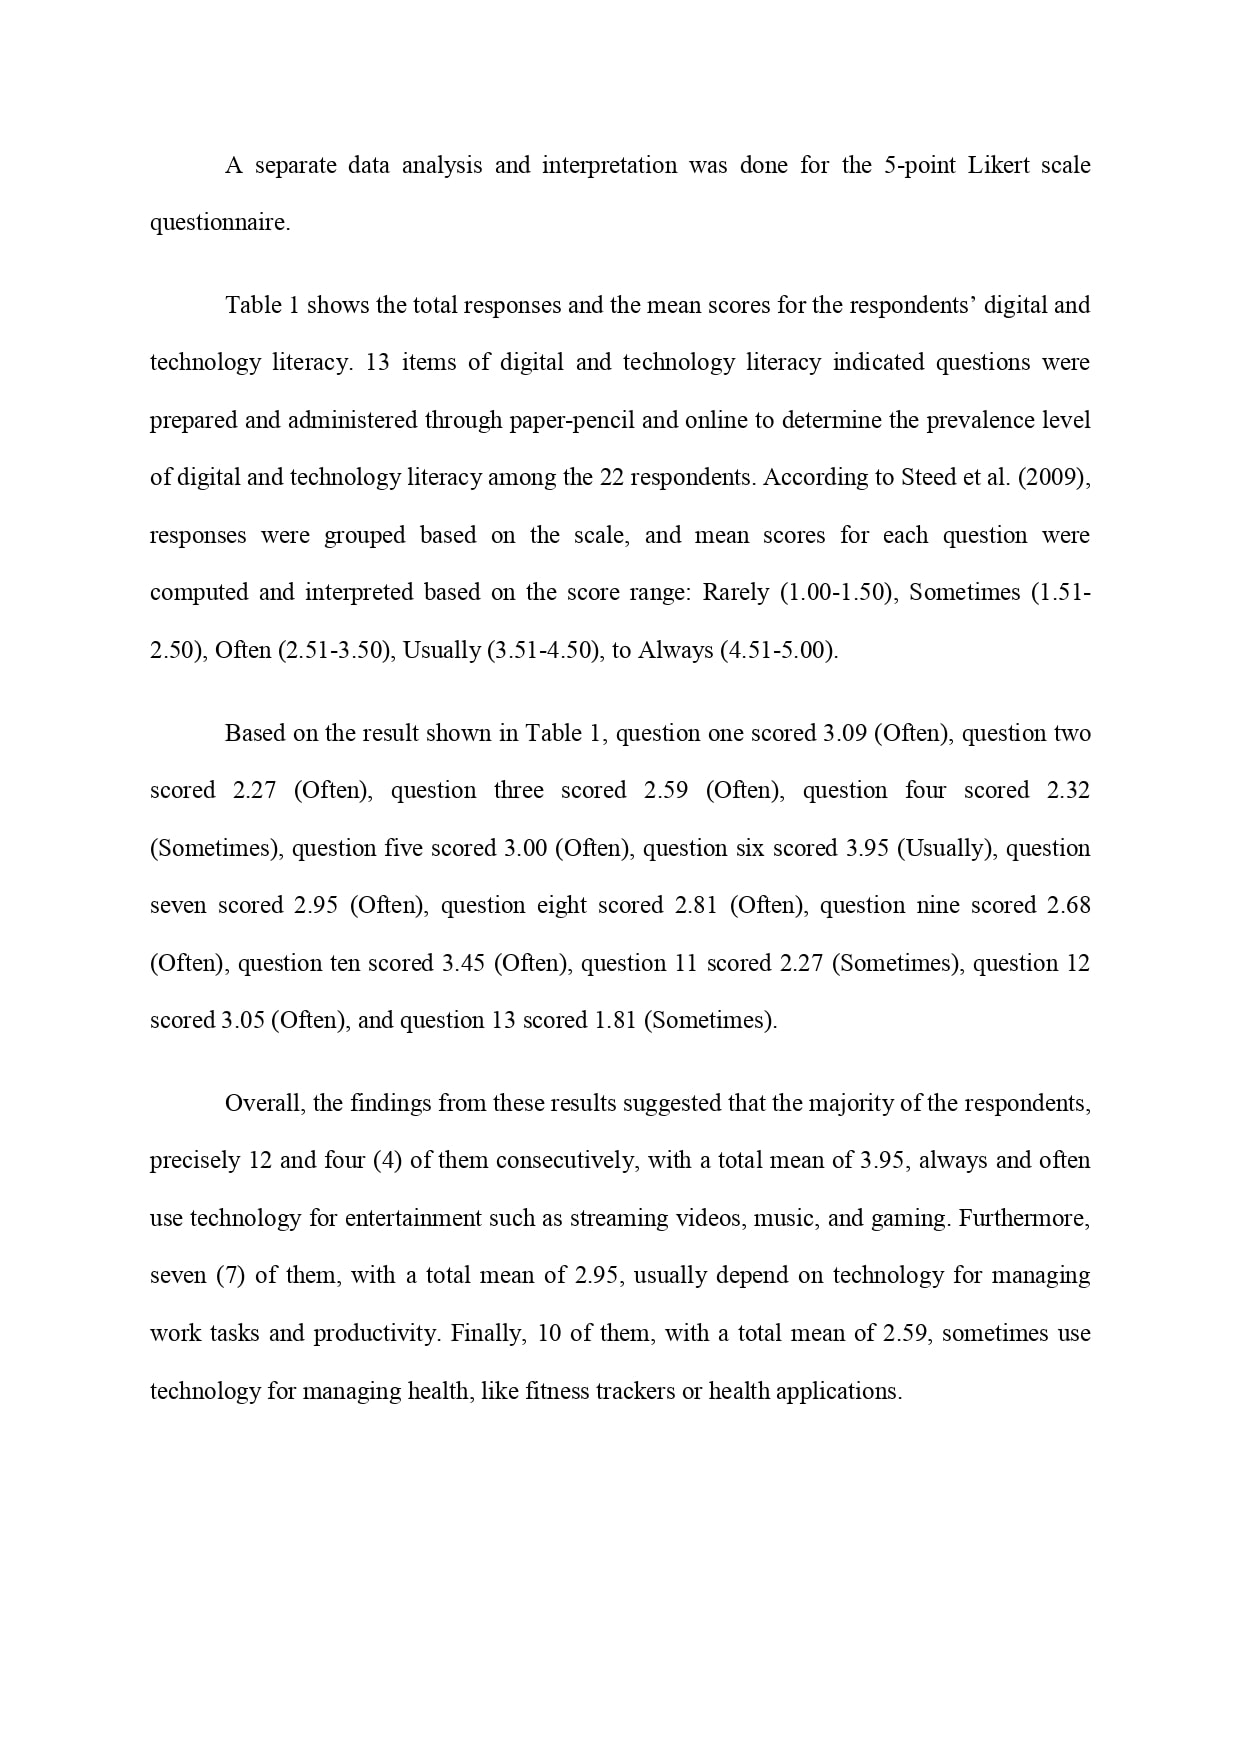 A separate data analysis and interpretation was done for the 5-point Likert scale
questionnaire.
Table 1 shows the total responses and the mean scores for the respondents’ digital and
technology literacy. 13 items of digital and technology literacy indicated questions were
prepared and administered through paper-pencil and online to determine the prevalence level
of digital and technology literacy among the 22 respondents. According to Steed et al. (2009),
responses were grouped based on the scale, and mean scores for each question were
computed and interpreted based on the score range: Rarely (1.00-1.50), Sometimes (1.51-
2.50), Often (2.51-3.50), Usually (3.51-4.50), to Always (4.51-5.00).
Based on the result shown in Table 1, question one scored 3.09 (Often), question two
scored 2.27 (Often), question three scored 2.59 (Often), question four scored 2.32
(Sometimes), question five scored 3.00 (Often), question six scored 3.95 (Usually), question
seven scored 2.95 (Often), question eight scored 2.81 (Often), question nine scored 2.68
(Often), question ten scored 3.45 (Often), question 11 scored 2.27 (Sometimes), question 12
scored 3.05 (Often), and question 13 scored 1.81 (Sometimes).
Overall, the findings from these results suggested that the majority of the respondents,
precisely 12 and four (4) of them consecutively, with a total mean of 3.95, always and often
use technology for entertainment such as streaming videos, music, and gaming. Furthermore,
seven (7) of them, with a total mean of 2.95, usually depend on technology for managing
work tasks and productivity. Finally, 10 of them, with a total mean of 2.59, sometimes use
technology for managing health, like fitness trackers or health applications.